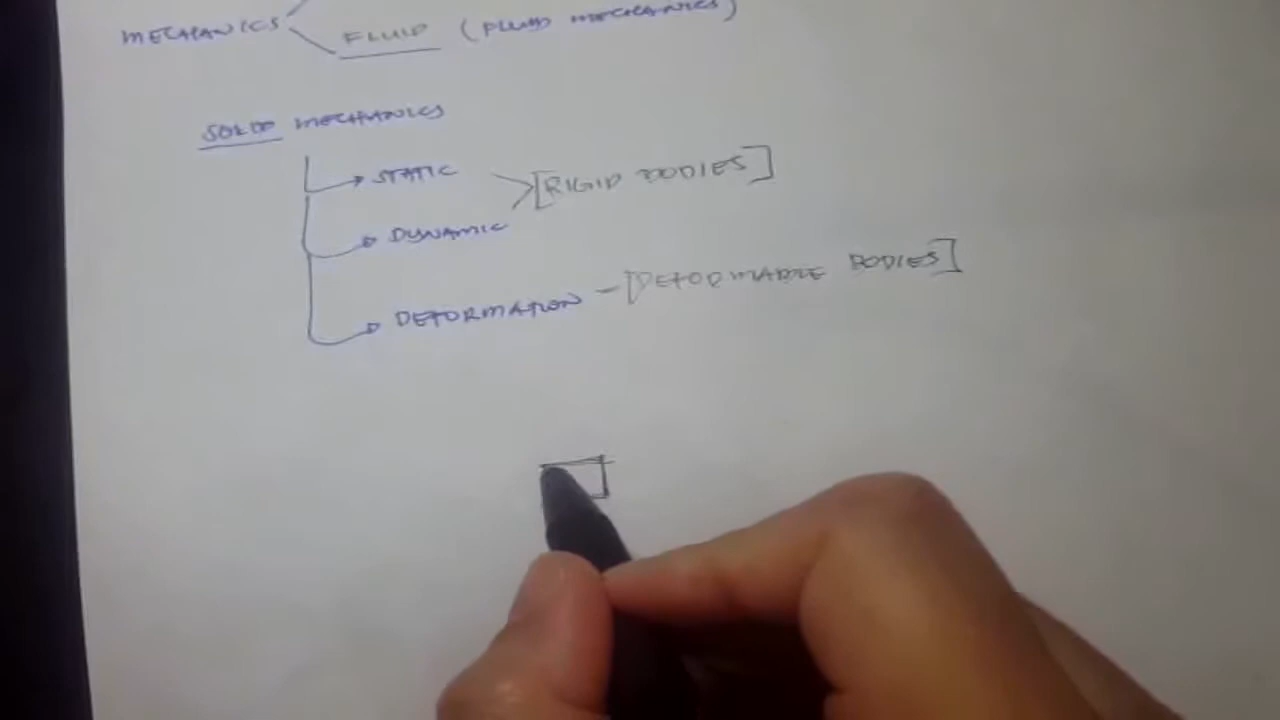 MECHANICS FLUID (FLUID MECHANICS)
SOLID MECHANICS
STATIC [RIGID BODIES]
DYNAMIC
DEFORMATION - [DEFORMABLE BODIES]